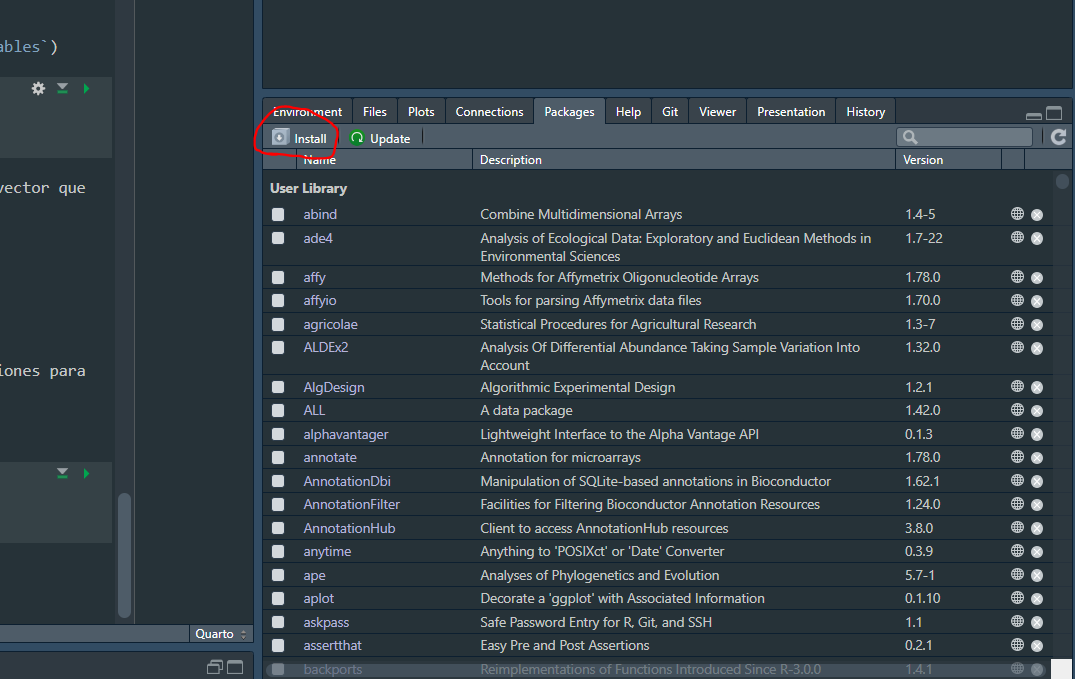 ables`)
vector que
iones para
Quarto
Environment Files Plots Connections Packages Help Git Viewer Presentation History
Install Update
Name Description Version
User Library
abind Combine Multidimensional Arrays 1.4-5
ade4 Analysis of Ecological Data: Exploratory and Euclidean Methods in 1.7-22
Environmental Sciences
affy Methods for Affymetrix Oligonucleotide Arrays 1.78.0
affyio Tools for parsing Affymetrix data files 1.70.0
agricolae Statistical Procedures for Agricultural Research 1.3-7
ALDEx2 Analysis Of Differential Abundance Taking Sample Variation Into 1.32.0
Account
AlgDesign Algorithmic Experimental Design 1.2.1
ALL A data package 1.42.0
alphavantager Lightweight Interface to the Alpha Vantage API 0.1.3
annotate Annotation for microarrays 1.78.0
AnnotationDbi Manipulation of SQLite-based annotations in Bioconductor 1.62.1
AnnotationFilter Facilities for Filtering Bioconductor Annotation Resources 1.24.0
AnnotationHub Client to access AnnotationHub resources 3.8.0
anytime Anything to 'POSIXct' or 'Date' Converter 0.3.9
ape Analyses of Phylogenetics and Evolution 5.7-1
aplot Decorate a 'ggplot' with Associated Information 0.1.10
askpass Safe Password Entry for R, Git, and SSH 1.1
assertthat Easy Pre and Post Assertions 0.2.1
backports Reimplementations of Functions Introduced Since R-3.0.0 1.4.1